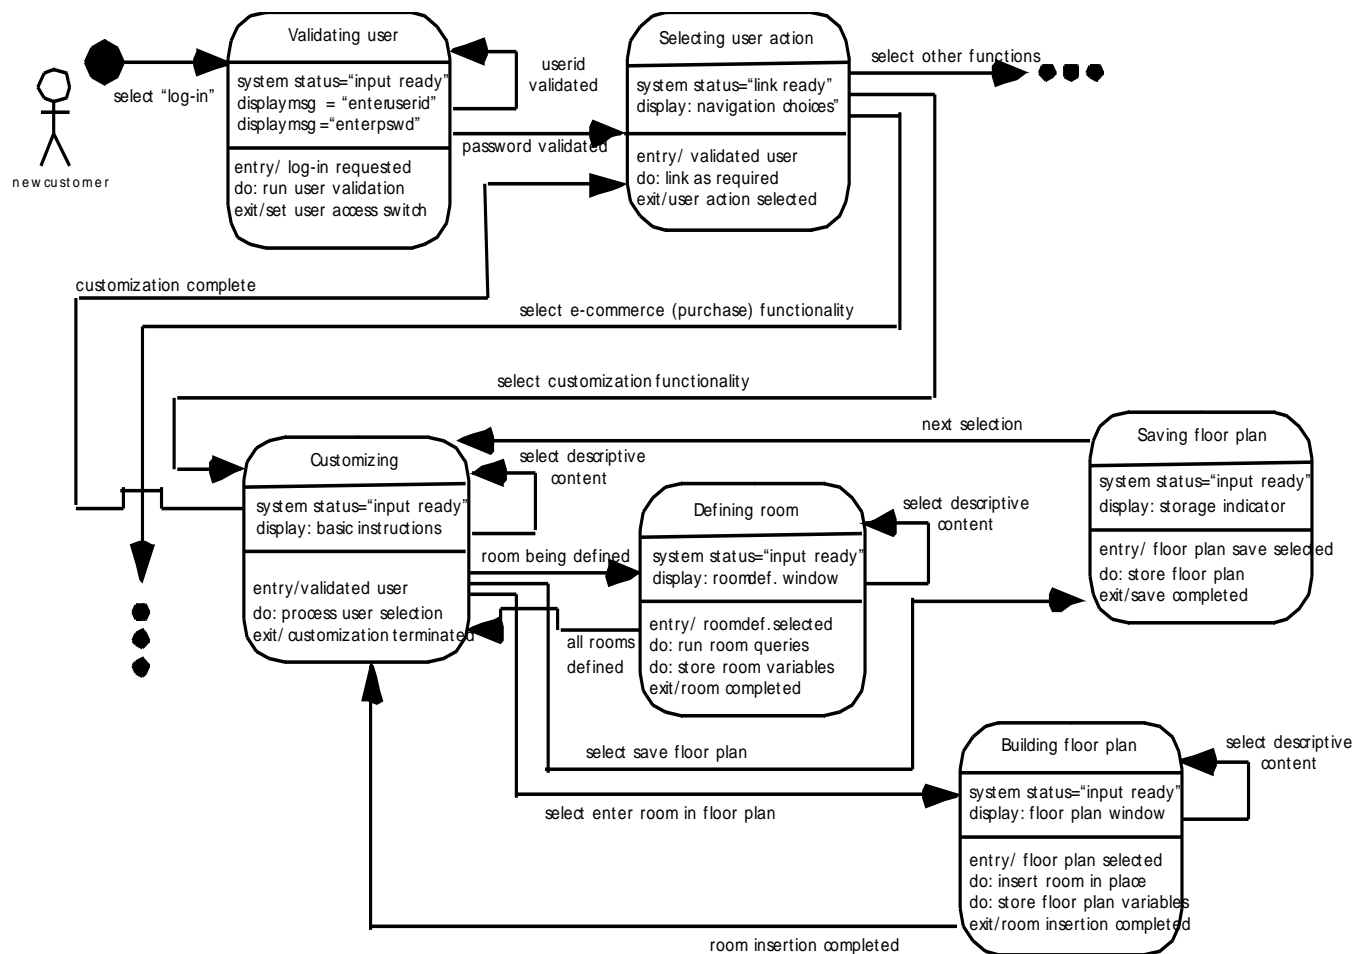 Validating user
system status="input ready"
displaymsg = "enteruserid"
displaymsg="enterpswd"
entry/ log-in requested
do: run user validation
exit/set user access switch
select "log-in"
newcustomer
userid
validated
password validated
Selecting user action
system status="link ready"
display: navigation choices"
entry/ validated user
do: link as required
exit/user action selected
select other functions
customization complete
select e-commerce (purchase) functionality
select customization functionality
next selection
Customizing
system status="input ready"
display: basic instructions
entry/validated user
do: process user selection
exit/ customization terminated
select descriptive
content
room being defined
Defining room
system status="input ready"
display: roomdef. window
entry/ roomdef.selected
do: run room queries
do: store room variables
exit/room completed
select descriptive
content
all rooms
defined
Saving floor plan
system status="input ready"
display: storage indicator
entry/ floor plan save selected
do: store floor plan
exit/save completed
select save floor plan
select enter room in floor plan
Building floor plan
system status="input ready"
display: floor plan window
entry/ floor plan selected
do: insert room in place
do: store floor plan variables
exit/room insertion completed
select descriptive
content
room insertion completed